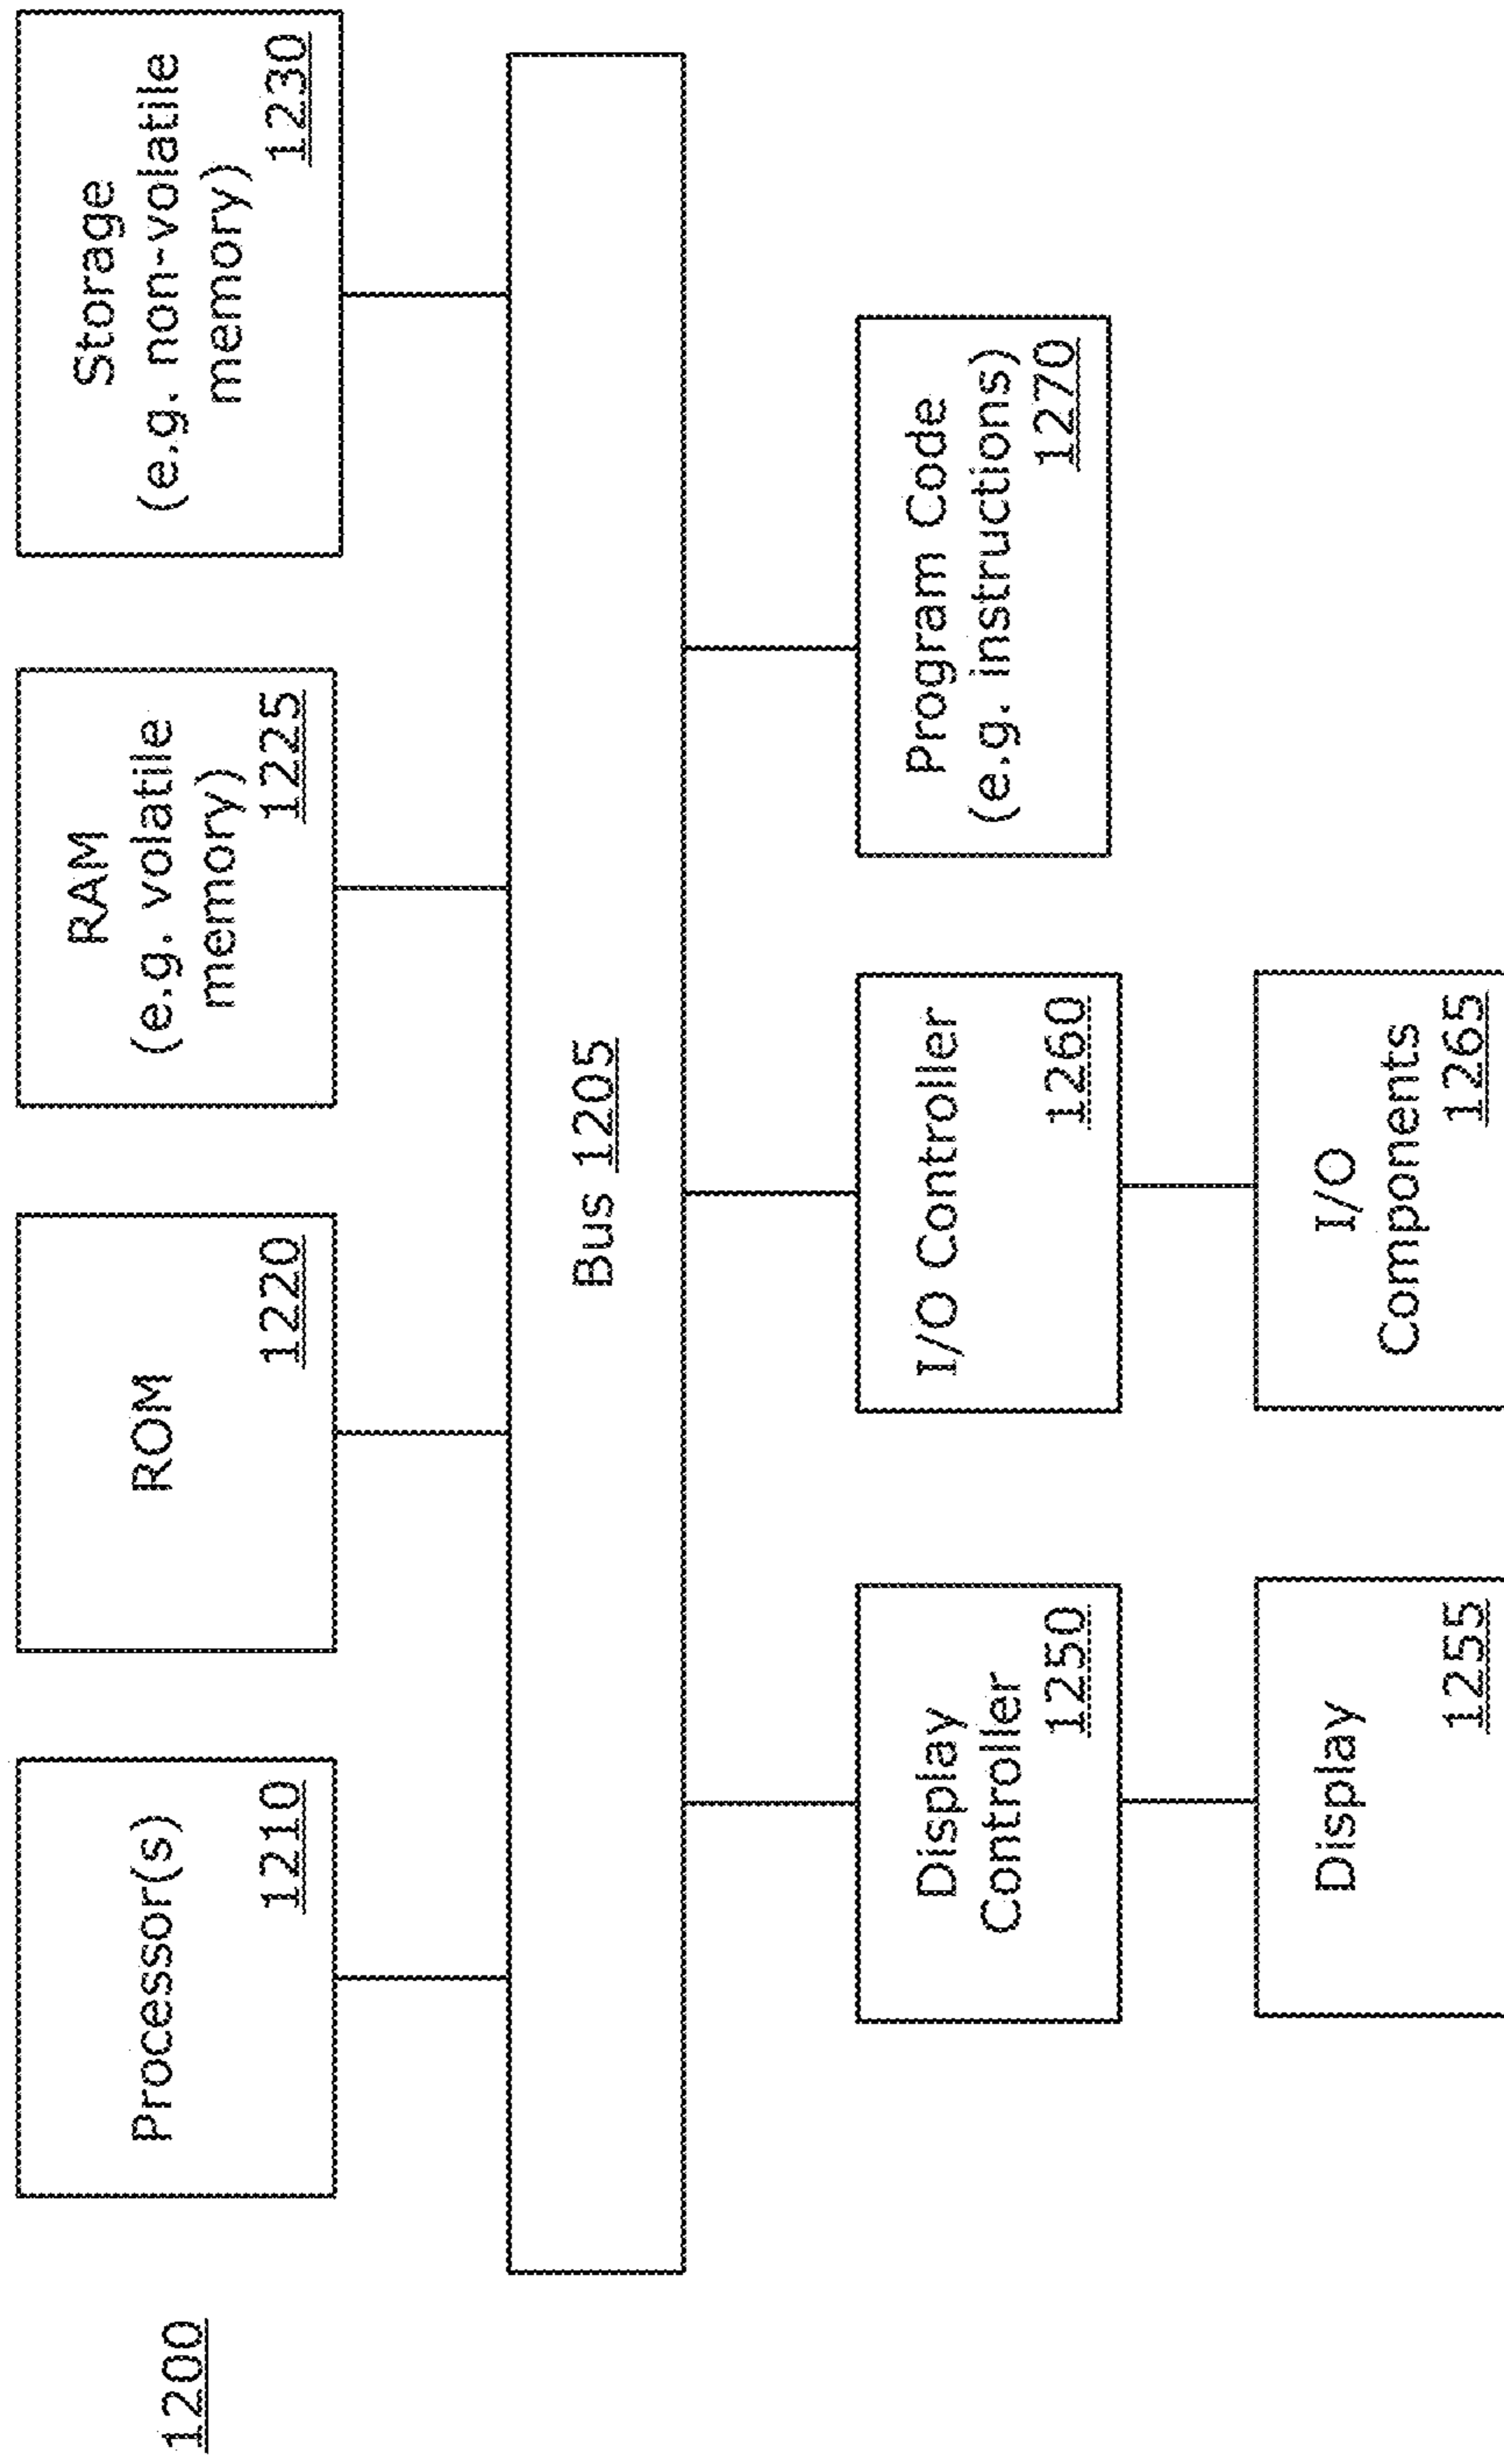 1200
Processor(s)
1210
ROM
1220
RAM
(e.g. volatile
memory)
1225
Storage
(e.g. non-volatile
memory)
1230
Bus 1205
Display
Controller
1250
I/O Controller
1260
Program Code
(e.g. instructions)
1270
Display
1255
I/O
Components
1265